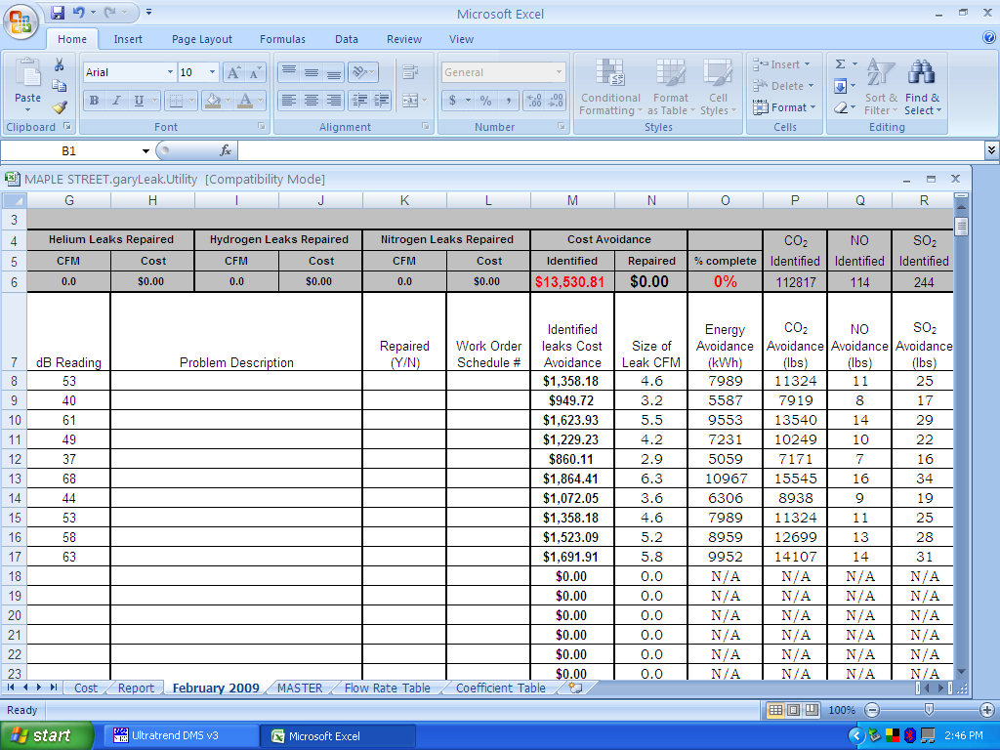 Microsoft Excel
Home Insert Page Layout Formulas Data Review View
Paste Arial 10 General Conditional Formatting Format as Table Cell Styles Insert Delete Format Sort & Filter Find & Select
Clipboard Font Alignment Number Styles Cells Editing
B1 fx
MAPLE STREET.garyLeak.Utility [Compatibility Mode]
G H I J K L M N O P Q R
3
4 Helium Leaks Repaired Hydrogen Leaks Repaired Nitrogen Leaks Repaired Cost Avoidance CO2 NO SO2
5 CFM Cost CFM Cost CFM Cost Identified Repaired % complete Identified Identified Identified
6 0.0 $0.00 0.0 $0.00 0.0 $0.00 $13,530.81 $0.00 0% 112817 114 244
7 dB Reading Problem Description Repaired (Y/N) Work Order Schedule # Identified leaks Cost Avoidance Size of Leak CFM Energy Avoidance (kWh) CO2 Avoidance (lbs) NO Avoidance (lbs) SO2 Avoidance (lbs)
8 53 $1,358.18 4.6 7989 11324 11 25
9 40 $949.72 3.2 5587 7919 8 17
10 61 $1,623.93 5.5 9553 13540 14 29
11 49 $1,229.23 4.2 7231 10249 10 22
12 37 $860.11 2.9 5059 7171 7 16
13 68 $1,864.41 6.3 10967 15545 16 34
14 44 $1,072.05 3.6 6306 8938 9 19
15 53 $1,358.18 4.6 7989 11324 11 25
16 58 $1,523.09 5.2 8959 12699 13 28
17 63 $1,691.91 5.8 9952 14107 14 31
18 $0.00 0.0 N/A N/A N/A N/A
19 $0.00 0.0 N/A N/A N/A N/A
20 $0.00 0.0 N/A N/A N/A N/A
21 $0.00 0.0 N/A N/A N/A N/A
22 $0.00 0.0 N/A N/A N/A N/A
23 $0.00 0.0 N/A N/A N/A N/A
Cost Report February 2009 MASTER Flow Rate Table Coefficient Table
Ready 100%
start Ultratrend DMS v3 Microsoft Excel 2:46 PM